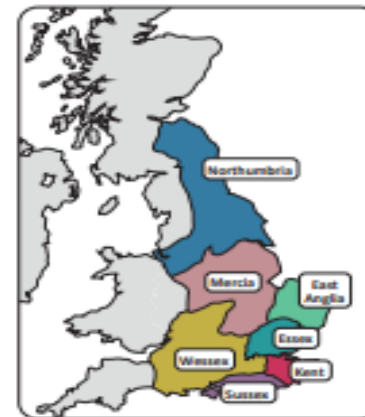 Northumbria
Mercia
East
Anglia
Essex
Wessex
Kent
Sussex